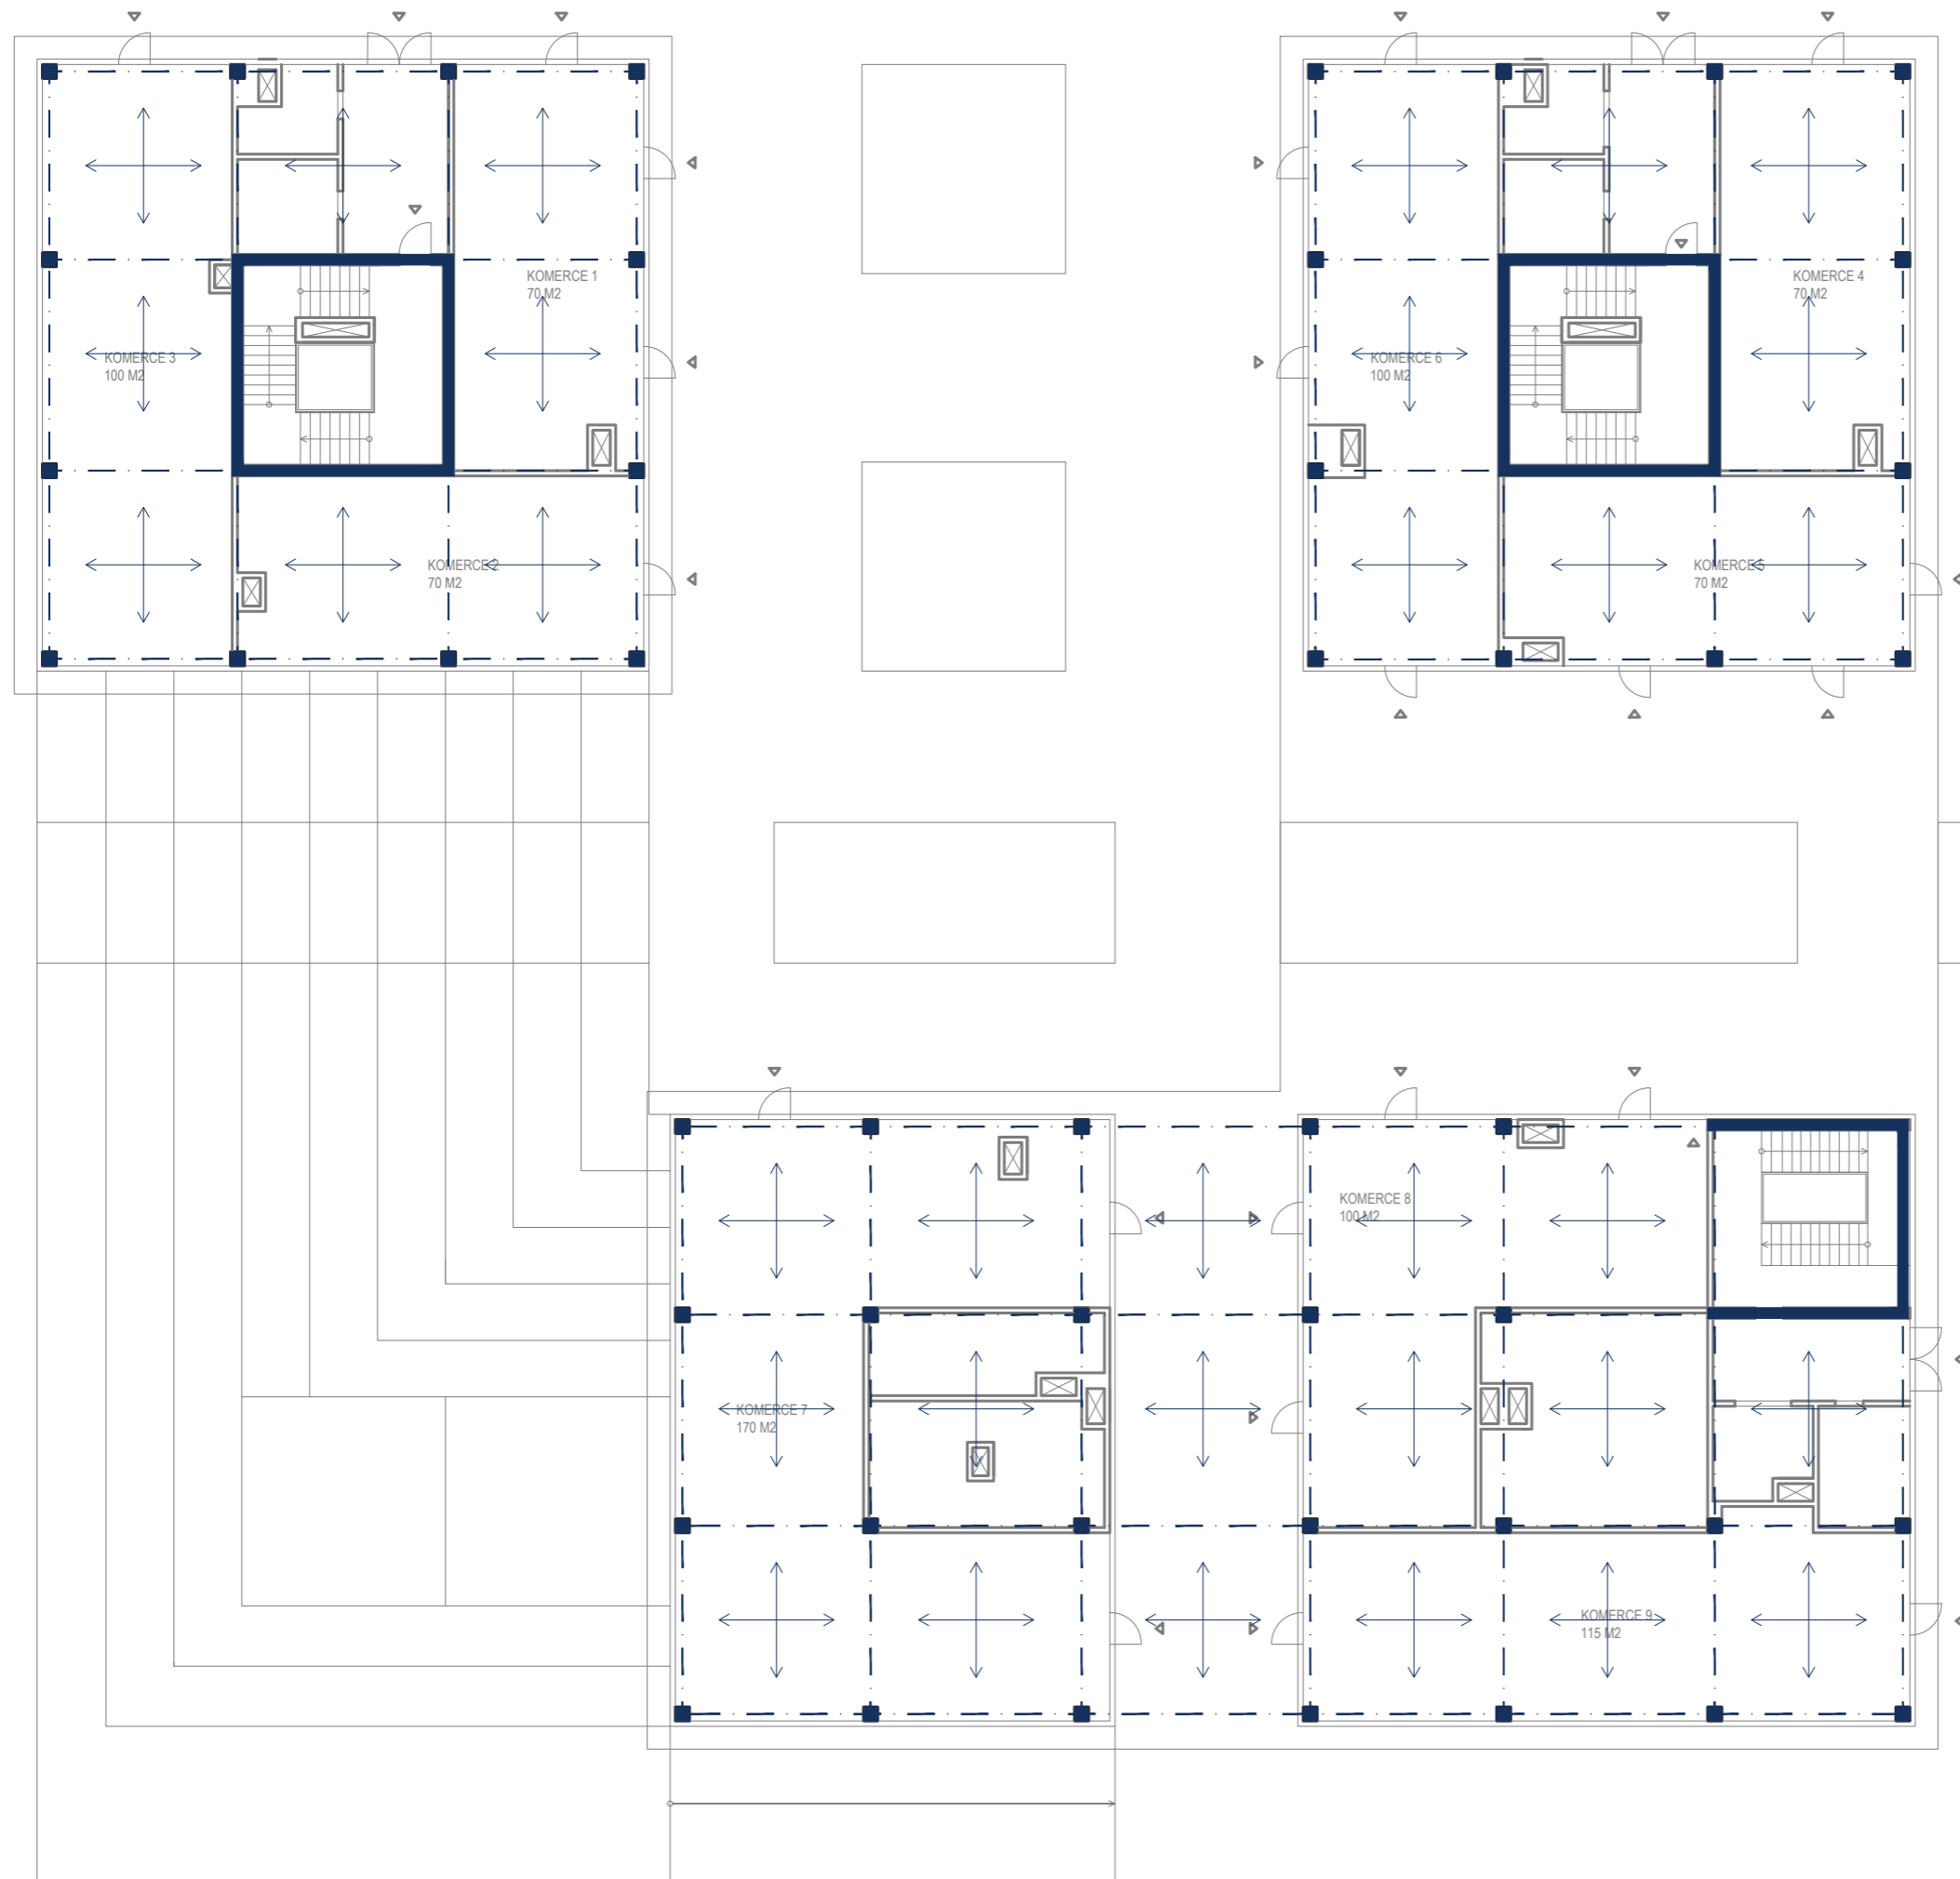 KOMERCE 1
70 M2
KOMERCE 4
70 M2
KOMERCE 3
100 M2
KOMERCE 6
100 M2
KOMERCE 2
70 M2
KOMERCE 5
70 M2
KOMERCE 8
100 M2
KOMERCE 7
170 M2
KOMERCE 9
115 M2